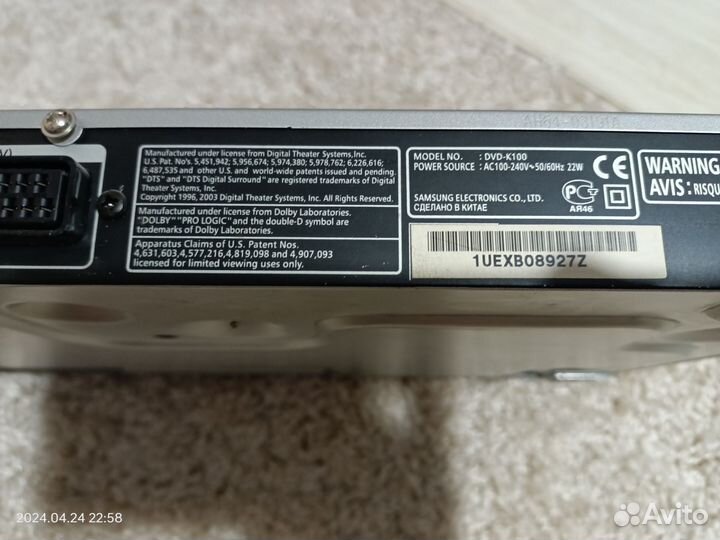 Manufactured under license from Digital Theater Systems,Inc.
U.S. Pat. No's. 5,451,942; 5,956,674; 5,974,380; 5,978,762; 6,226,616;
6,487,535 and other U.S. and world-wide patents issued and pending.
"DTS" and "DTS Digital Surround" are registered trademarks of Digital
Theater Systems, Inc.
Copyright 1996, 2003 Digital Theater Systems, Inc. All Rights Reserved.
Manufactured under license from Dolby Laboratories.
"DOLBY" "PRO LOGIC" and the double-D symbol are
trademarks of Dolby Laboratories.
Apparatus Claims of U.S. Patent Nos.
4,631,603,4,577,216,4,819,098 and 4,907,093
licensed for limited viewing uses only.
MODEL NO. : DVD-K100
POWER SOURCE : AC100-240V~50/60Hz 22W
CE
SAMSUNG ELECTRONICS CO., LTD.
СДЕЛАНО В КИТАЕ
АЯ46
1UEXB08927Z
WARNING
AVIS : RISQU
2024.04.24 22:58
Avito